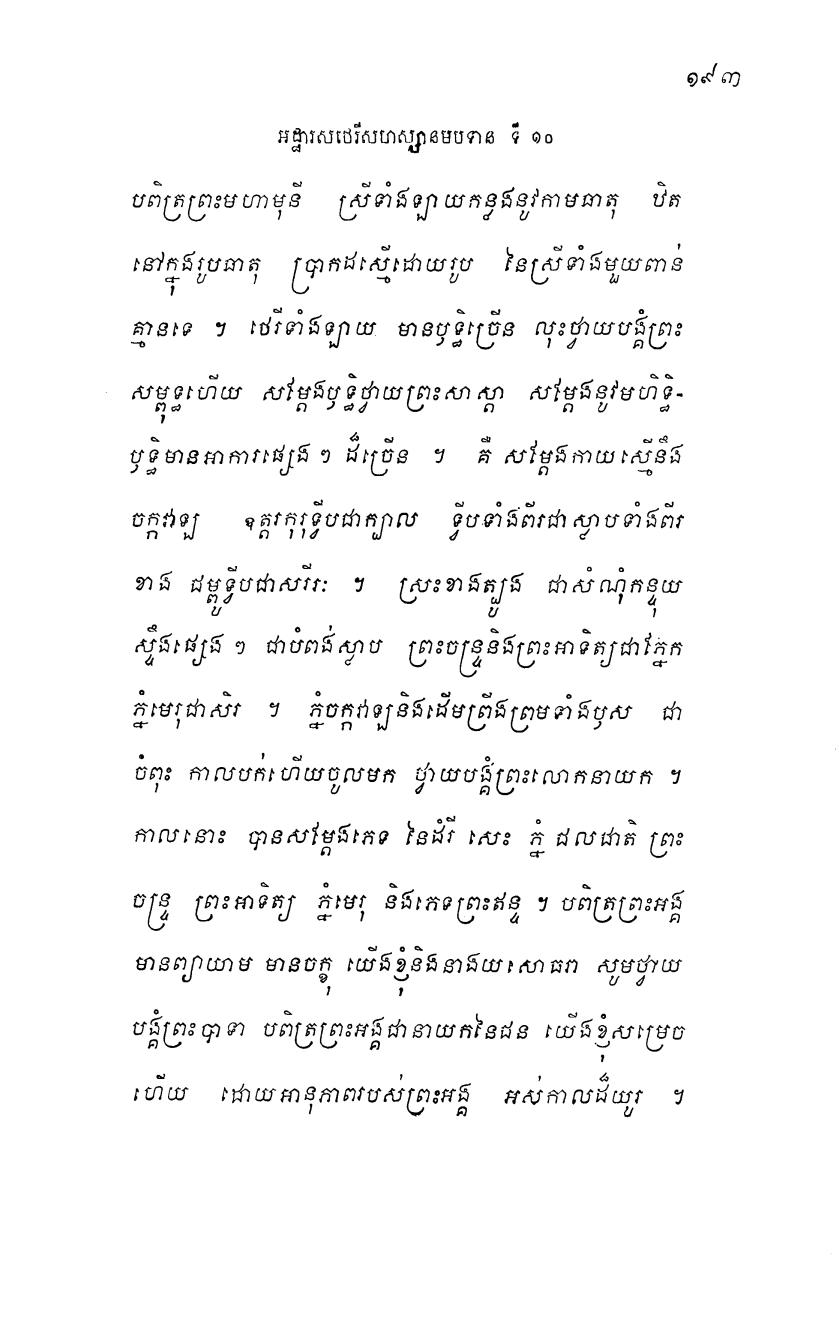 ១៩៣
អដ្ឋារសថេរីសហស្សានមបទាន ទី ១០
បពិត្រព្រះមហាមុនី ស្រីទាំងឡាយកន្លងនូវកាមធាតុ ឋិត
នៅក្នុងរូបធាតុ ប្រាកដស្មើដោយរូប នៃស្រីទាំងមួយពាន់
គ្មានទេ ។ ថេរីទាំងឡាយ មានឫទ្ធិច្រើន លុះថ្វាយបង្គំព្រះ
សម្ពុទ្ធហើយ សម្តែងឫទ្ធិថ្វាយព្រះសាស្តា សម្តែងនូវមហិទ្ធិ-
ឫទ្ធិមានអាការផ្សេង ៗ ដ៏ច្រើន ។ គឺ សម្តែងកាយស្មើនឹង
ចក្កវាឡ ឧត្តរកុរុទ្វីបជាក្បាល ទ្វីបទាំងពីរជាស្លាបទាំងពីរ
ខាង ជម្ពូទ្វីបជាសរីរៈ ។ ស្រះខាងត្បូង ជាសំណុំកន្ទុយ
ស្ទឹងផ្សេង ៗ ជាបំពង់ស្លាប ព្រះចន្ទ្រនិងព្រះអាទិត្យជាភ្នែក
ភ្នំមេរុជាសិរ ។ ភ្នំចក្កវាឡនិងដើមព្រីងព្រមទាំងឫស ជា
ចំពុះ កាលបក់ហើយចូលមក ថ្វាយបង្គំព្រះលោកនាយក ។
កាលនោះ បានសម្តែងភេទ នៃដំរី សេះ ភ្នំ ជលជាតិ ព្រះ
ចន្ទ្រ ព្រះអាទិត្យ ភ្នំមេរុ និងភេទព្រះឥន្ទ ។ បពិត្រព្រះអង្គ
មានព្យាយាម មានចក្ខុ យើងខ្ញុំនិងនាងយសោធរា សូមថ្វាយ
បង្គំព្រះបាទា បពិត្រព្រះអង្គជានាយកនៃជន យើងខ្ញុំសម្រេច
ហើយ ដោយអានុភាពរបស់ព្រះអង្គ អស់កាលដ៏យូរ ។